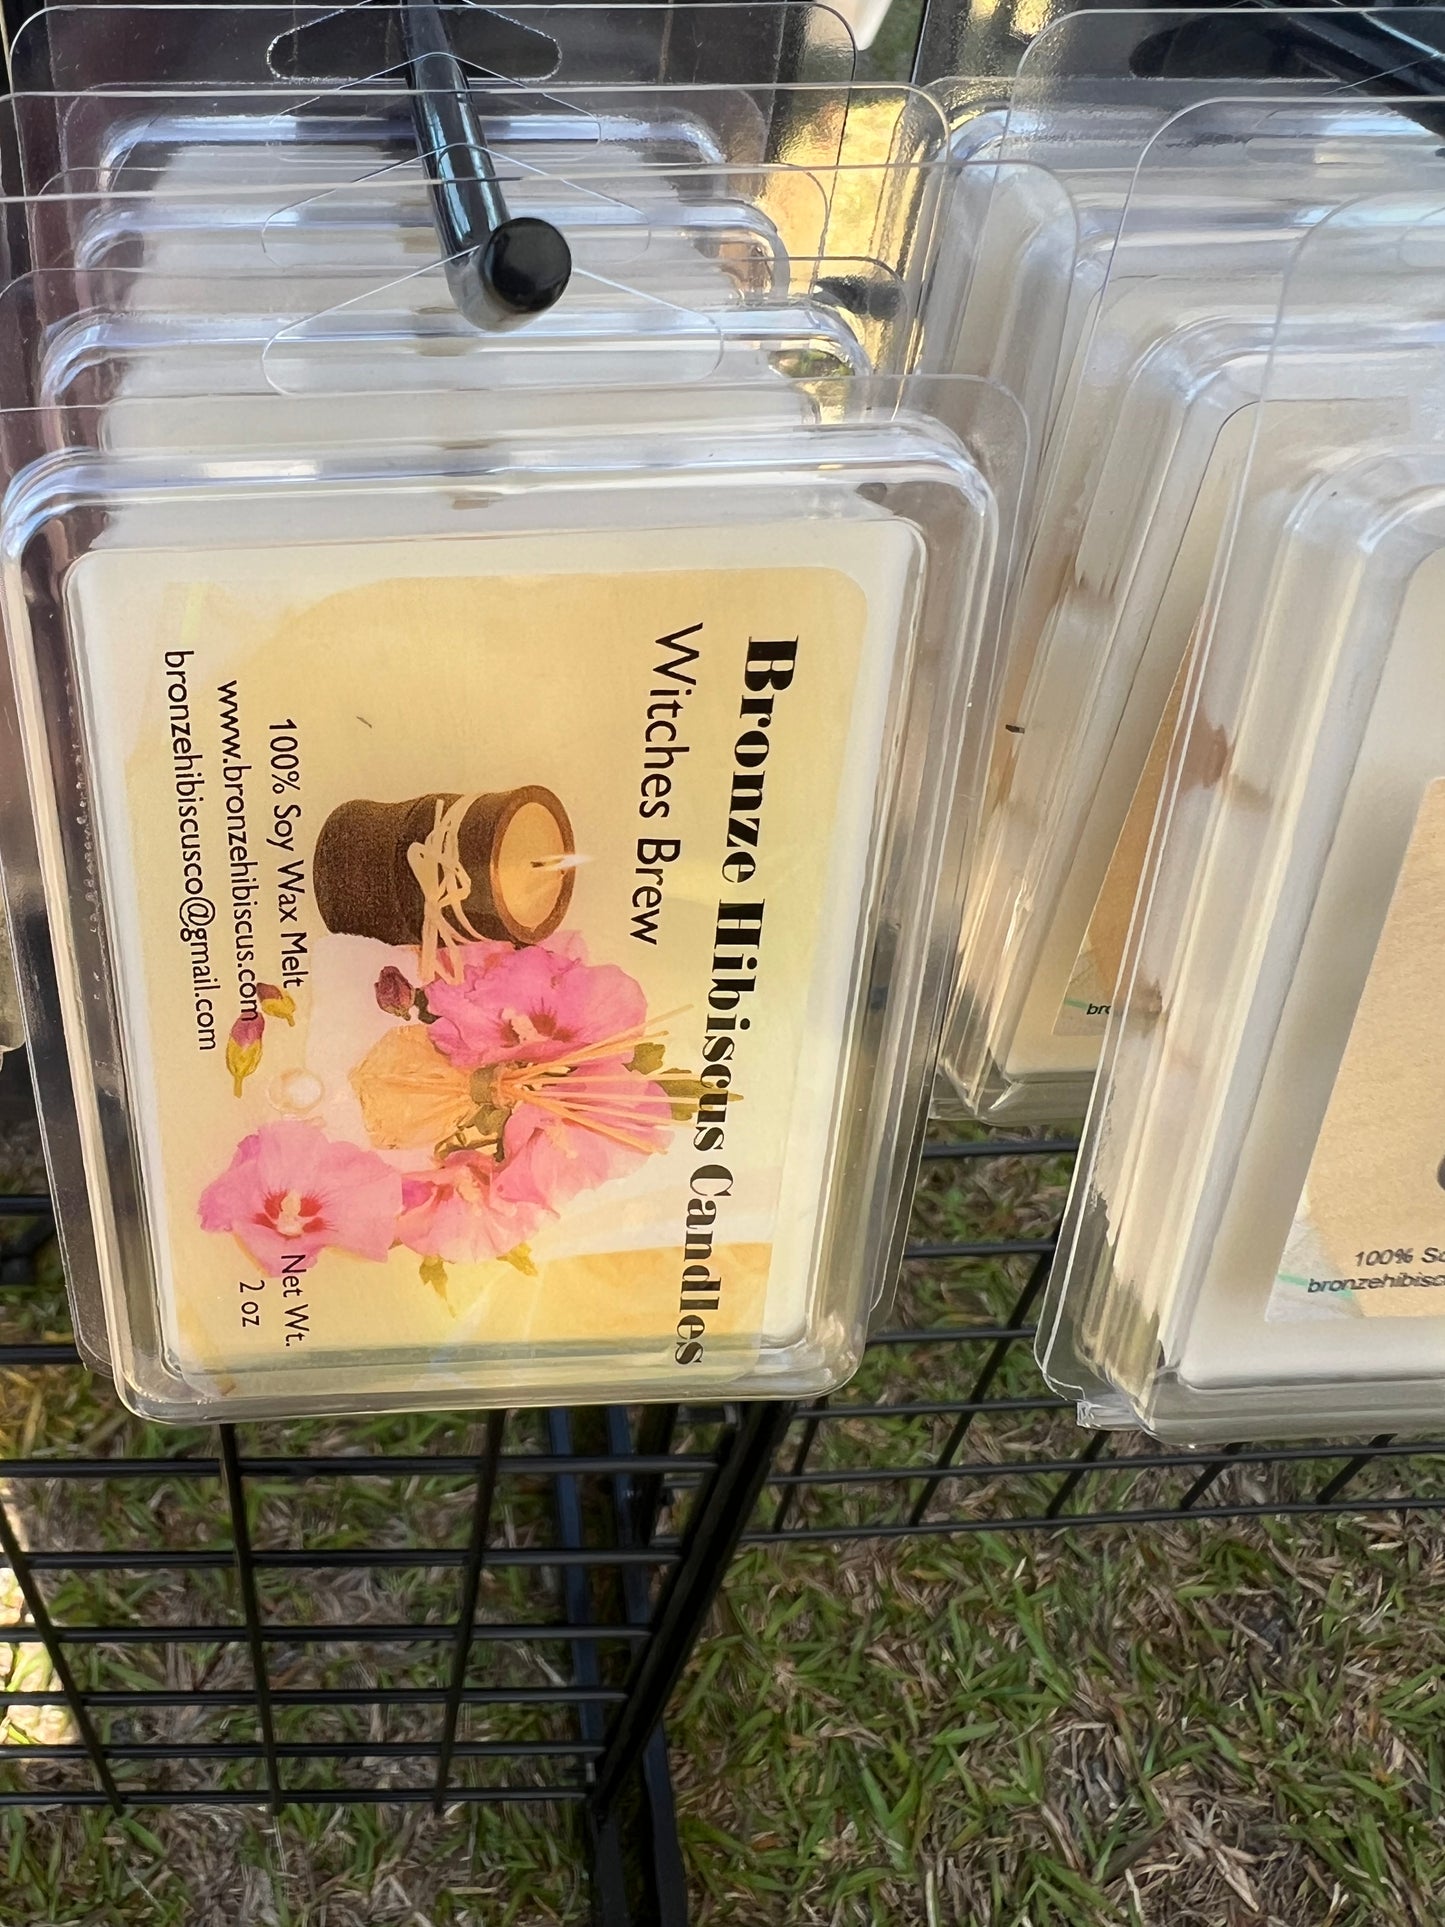 Bronze Hibiscus Candles
Witches Brew
100% Soy Wax Melt
www.bronzehibiscus.com
bronzehibiscusco@gmail.com
Net Wt.
2 oz
100%